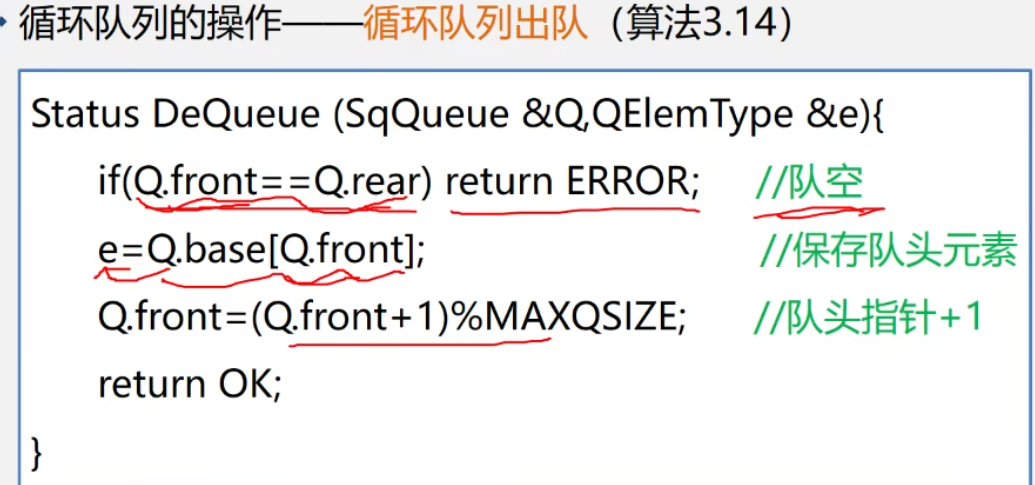 循环队列的操作——循环队列出队（算法3.14）
Status DeQueue (SqQueue &Q,QElemType &e){
if(Q.front==Q.rear) return ERROR; //队空
e=Q.base[Q.front]; //保存队头元素
Q.front=(Q.front+1)%MAXQSIZE; //队头指针+1
return OK;
}